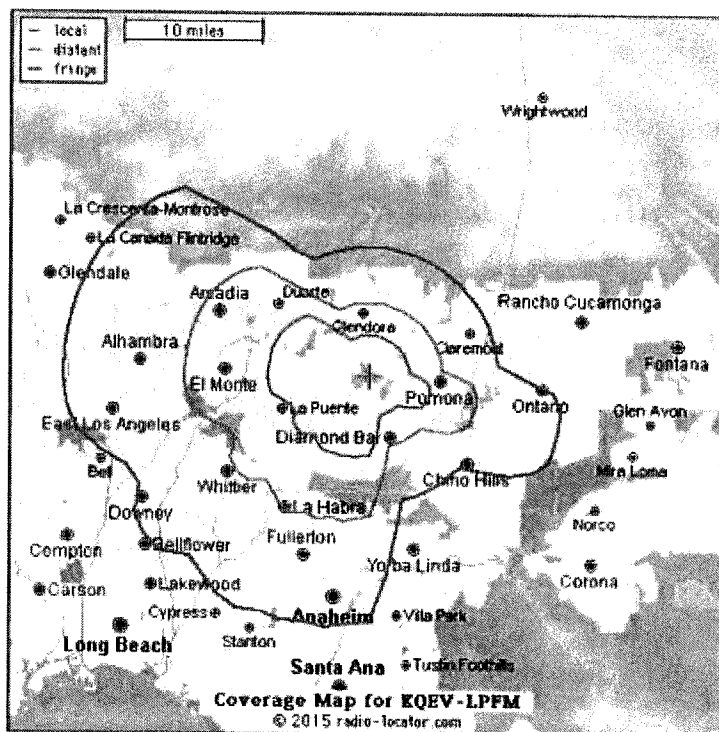 local
distant
fringe
10 miles
Wrightwood
La Crescenta-Montrose
La Canada Flintridge
Glendale
Arcadia
Duarte
Glendora
Rancho Cucamonga
Alhambra
Claremont
Fontana
El Monte
Pomona
Ontario
La Puente
East Los Angeles
Glen Avon
Diamond Bar
Bell
Whittier
Chino Hills
Mira Loma
Downey
La Habra
Norco
Compton
Bellflower
Fullerton
Yorba Linda
Corona
Carson
Lakewood
Anaheim
Cypress
Villa Park
Long Beach
Stanton
Santa Ana
Tustin Foothills
Coverage Map for KQEV-LPFM
© 2015 radio-locator.com